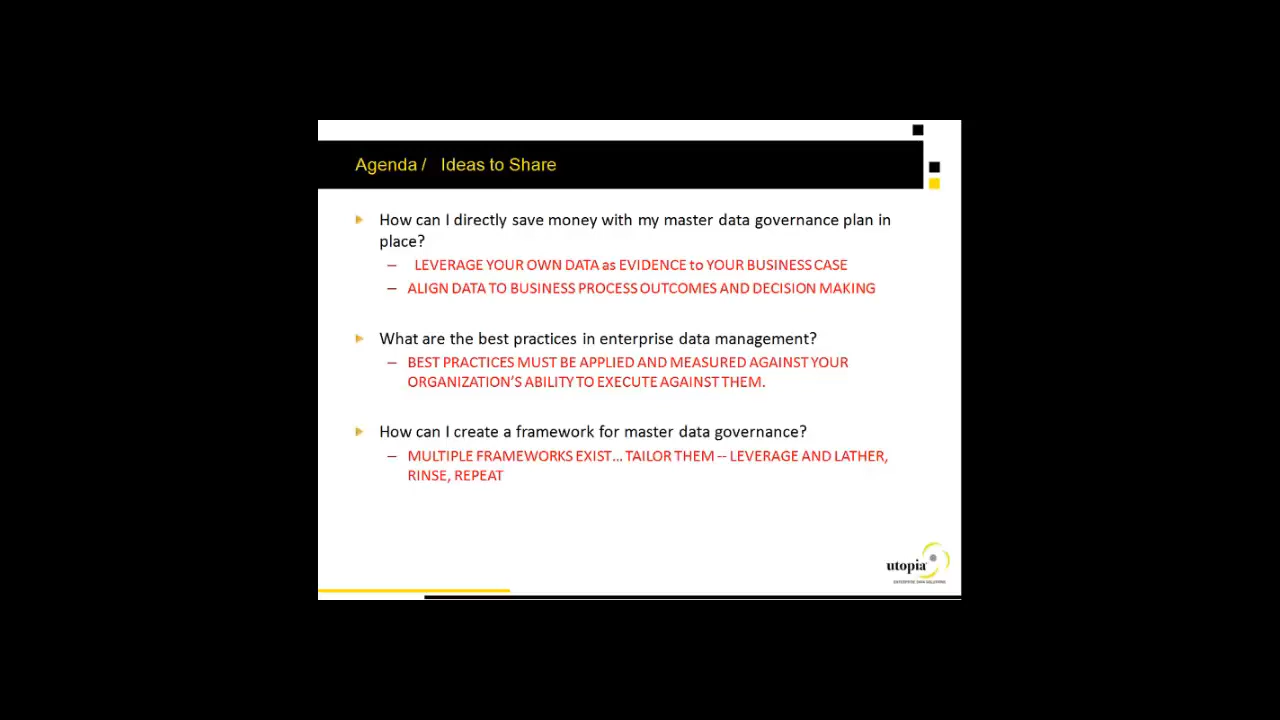 Agenda / Ideas to Share
How can I directly save money with my master data governance plan in
place?
– LEVERAGE YOUR OWN DATA as EVIDENCE to YOUR BUSINESS CASE
– ALIGN DATA TO BUSINESS PROCESS OUTCOMES AND DECISION MAKING
What are the best practices in enterprise data management?
– BEST PRACTICES MUST BE APPLIED AND MEASURED AGAINST YOUR
ORGANIZATION'S ABILITY TO EXECUTE AGAINST THEM.
How can I create a framework for master data governance?
– MULTIPLE FRAMEWORKS EXIST... TAILOR THEM -- LEVERAGE AND LATHER,
RINSE, REPEAT
utopia
ENTERPRISE DATA SOLUTIONS